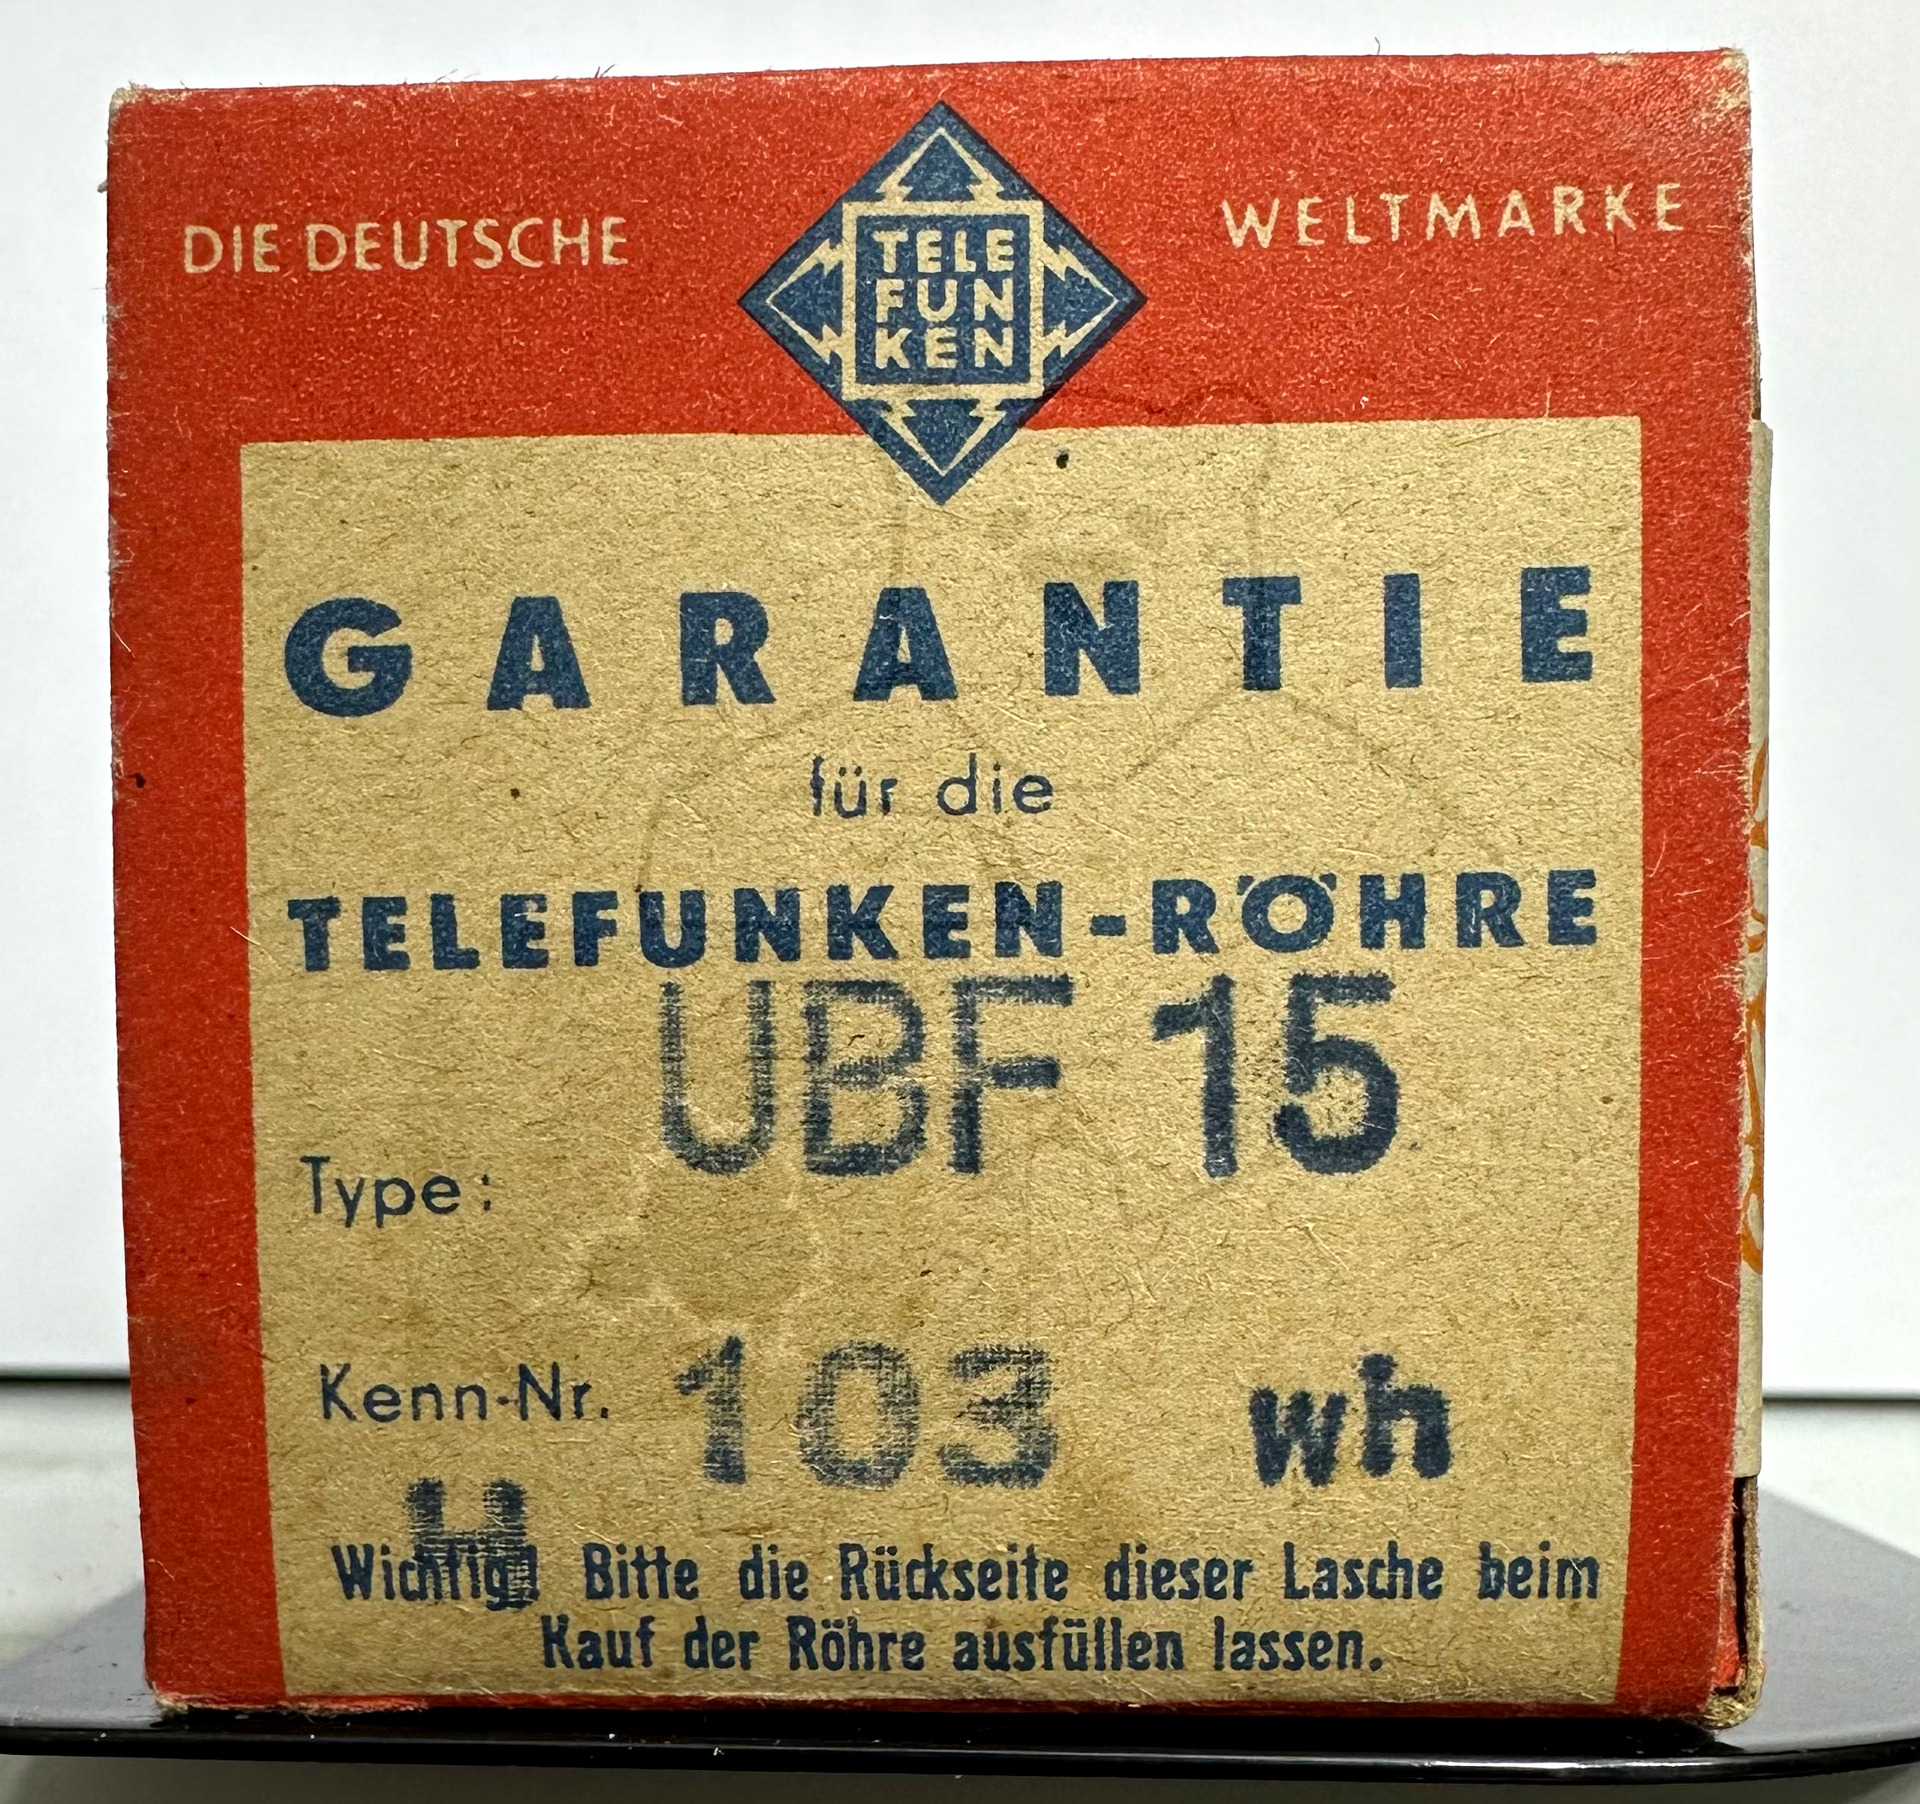 DIE DEUTSCHE WELTMARKE
TELE
FUN
KEN
GARANTIE
für die
TELEFUNKEN-RÖHRE
UBF 15
Type:
Kenn-Nr. 103 wh
H
Wichtig! Bitte die Rückseite dieser Lasche beim
Kauf der Röhre ausfüllen lassen.